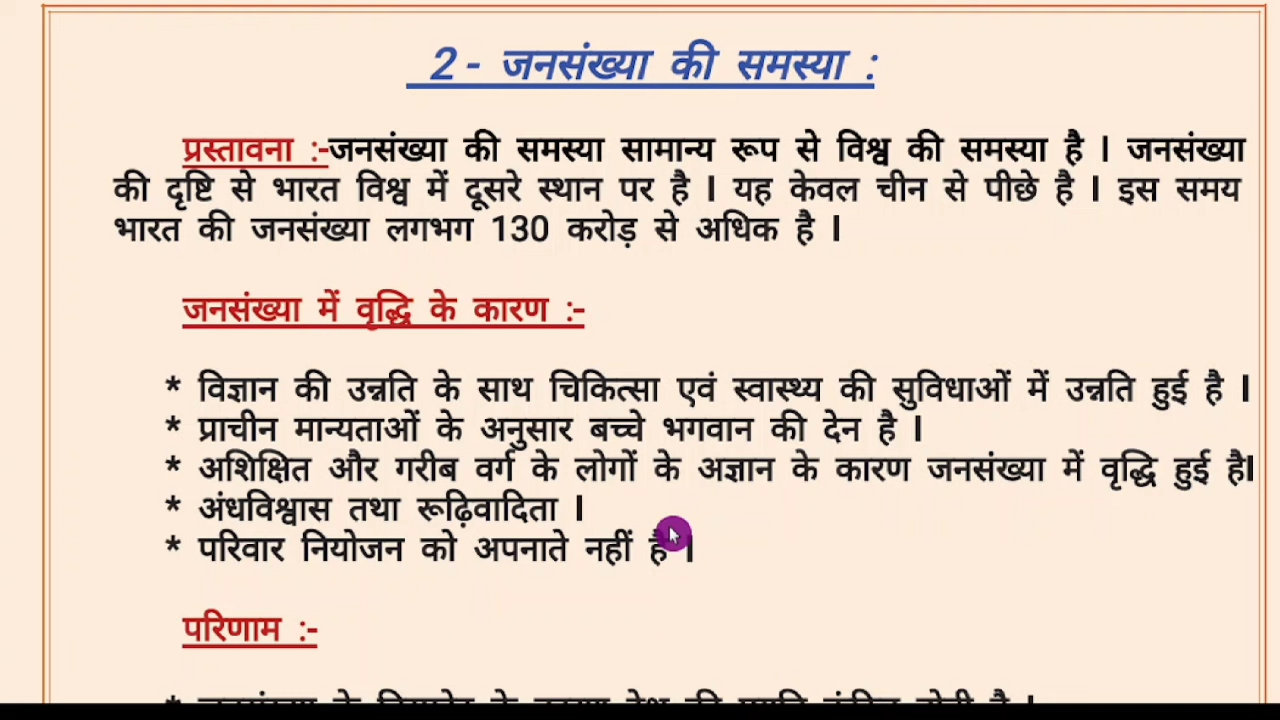 2 - जनसंख्या की समस्या :
प्रस्तावना :-जनसंख्या की समस्या सामान्य रूप से विश्व की समस्या है । जनसंख्या
की दृष्टि से भारत विश्व में दूसरे स्थान पर है । यह केवल चीन से पीछे है । इस समय
भारत की जनसंख्या लगभग 130 करोड़ से अधिक है ।
जनसंख्या में वृद्धि के कारण :-
* विज्ञान की उन्नति के साथ चिकित्सा एवं स्वास्थ्य की सुविधाओं में उन्नति हुई है ।
* प्राचीन मान्यताओं के अनुसार बच्चे भगवान की देन है ।
* अशिक्षित और गरीब वर्ग के लोगों के अज्ञान के कारण जनसंख्या में वृद्धि हुई है।
* अंधविश्वास तथा रूढ़िवादिता ।
* परिवार नियोजन को अपनाते नहीं है ।
परिणाम :-